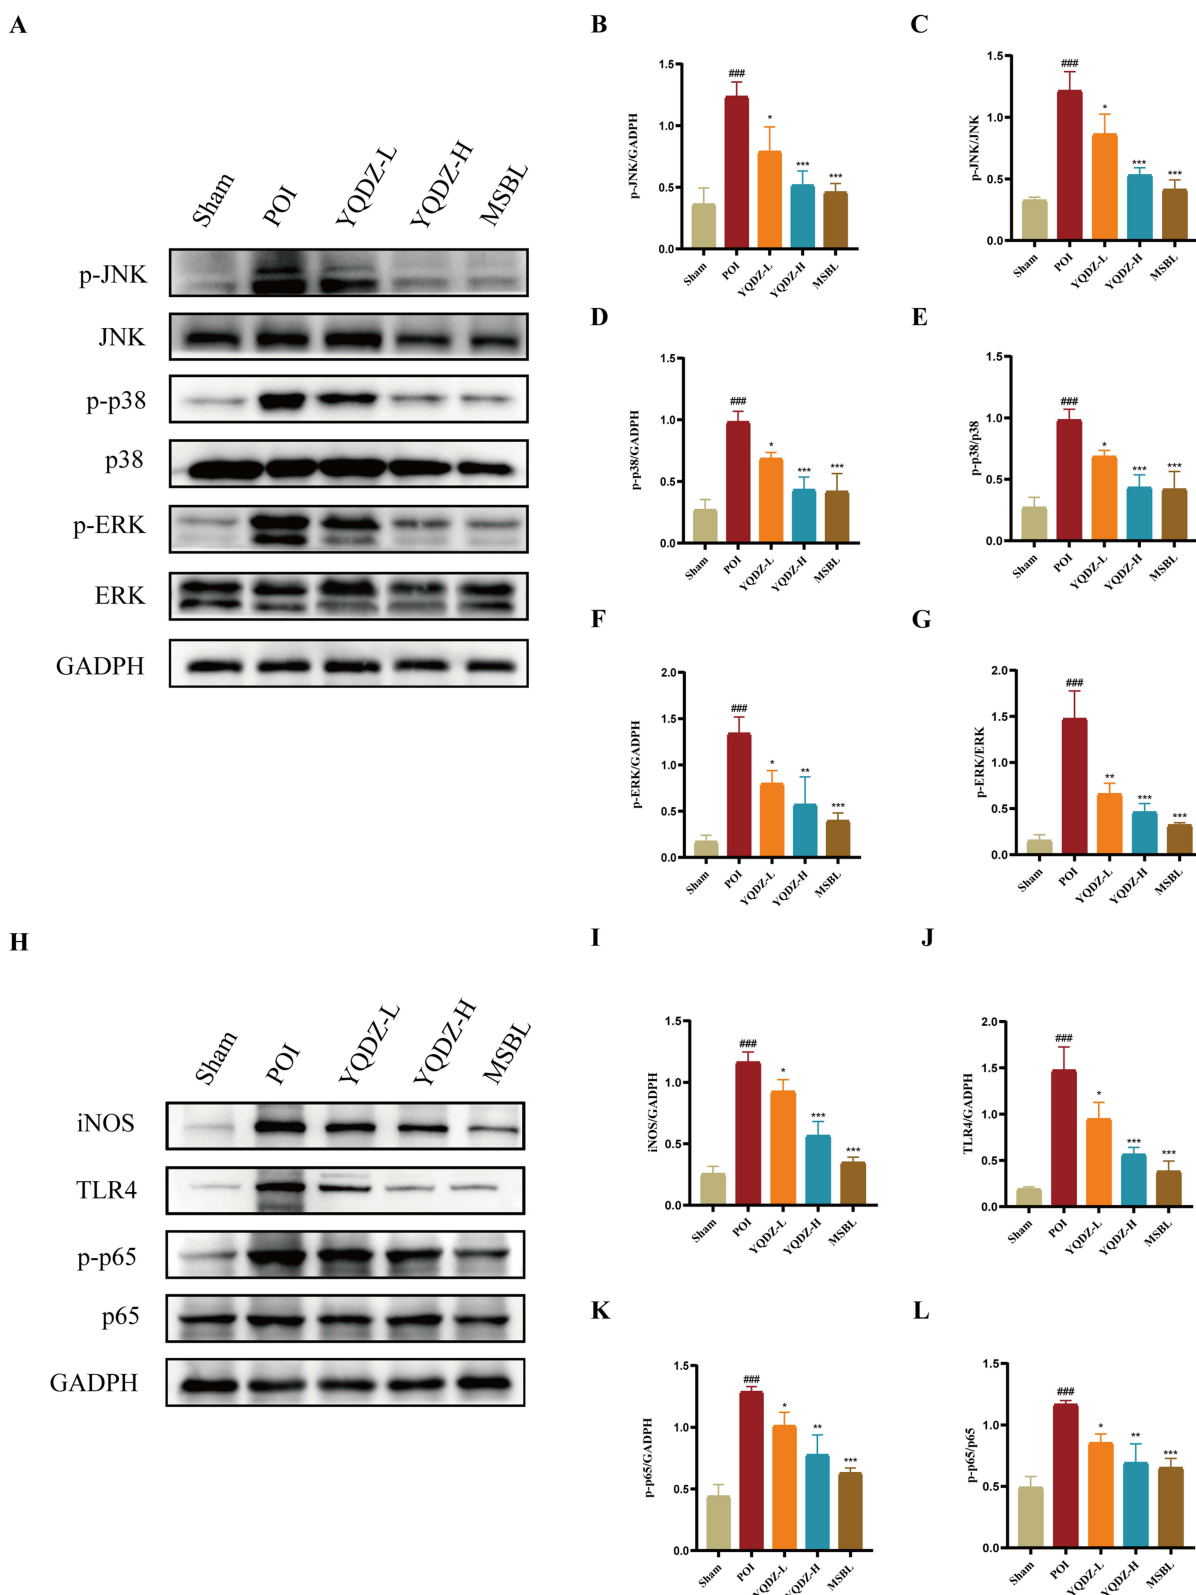 A
Sham
POI
YQDZ-L
YQDZ-H
MSBL
p-JNK
JNK
p-p38
p38
p-ERK
ERK
GADPH
B
p-JNK/GADPH
1.5
1.0
0.5
0.0
###
*
***
***
Sham
POI
YQDZ-L
YQDZ-H
MSBL
C
p-JNK/JNK
1.5
1.0
0.5
0.0
###
*
***
***
Sham
POI
YQDZ-L
YQDZ-H
MSBL
D
p-p38/GADPH
1.5
1.0
0.5
0.0
###
*
***
***
Sham
POI
YQDZ-L
YQDZ-H
MSBL
E
p-p38/p38
1.5
1.0
0.5
0.0
###
*
***
***
Sham
POI
YQDZ-L
YQDZ-H
MSBL
F
p-ERK/GADPH
2.0
1.5
1.0
0.5
0.0
###
*
**
***
Sham
POI
YQDZ-L
YQDZ-H
MSBL
G
p-ERK/ERK
2.0
1.5
1.0
0.5
0.0
###
**
***
***
Sham
POI
YQDZ-L
YQDZ-H
MSBL
H
Sham
POI
YQDZ-L
YQDZ-H
MSBL
iNOS
TLR4
p-p65
p65
GADPH
I
iNOS/GADPH
1.5
1.0
0.5
0.0
###
*
***
***
Sham
POI
YQDZ-L
YQDZ-H
MSBL
J
TLR4/GADPH
2.0
1.5
1.0
0.5
0.0
###
*
***
***
Sham
POI
YQDZ-L
YQDZ-H
MSBL
K
p-p65/GADPH
1.5
1.0
0.5
0.0
###
*
**
***
Sham
POI
YQDZ-L
YQDZ-H
MSBL
L
p-p65/p65
1.5
1.0
0.5
0.0
###
*
**
***
Sham
POI
YQDZ-L
YQDZ-H
MSBL